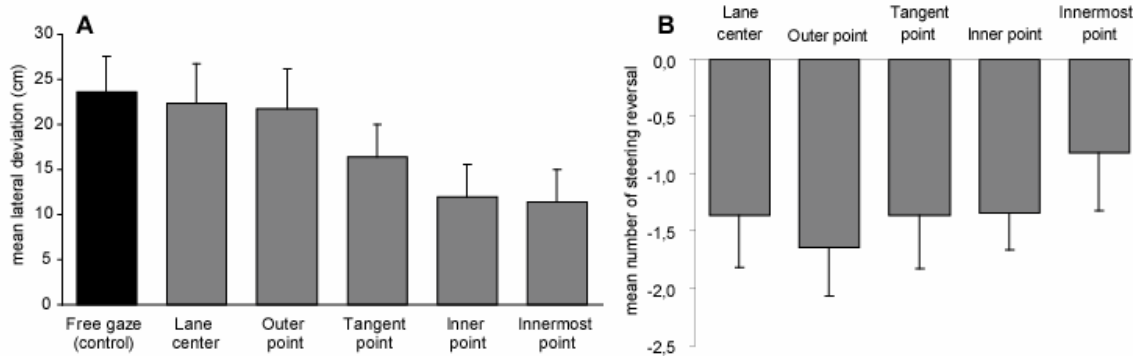 A
mean lateral deviation (cm)
30
25
20
15
10
5
0
Free gaze
(control)
Lane
center
Outer
point
Tangent
point
Inner
point
Innermost
point
B
Lane
center
Outer point
Tangent
point
Inner point
Innermost
point
mean number of steering reversal
0,0
-0,5
-1,0
-1,5
-2,0
-2,5